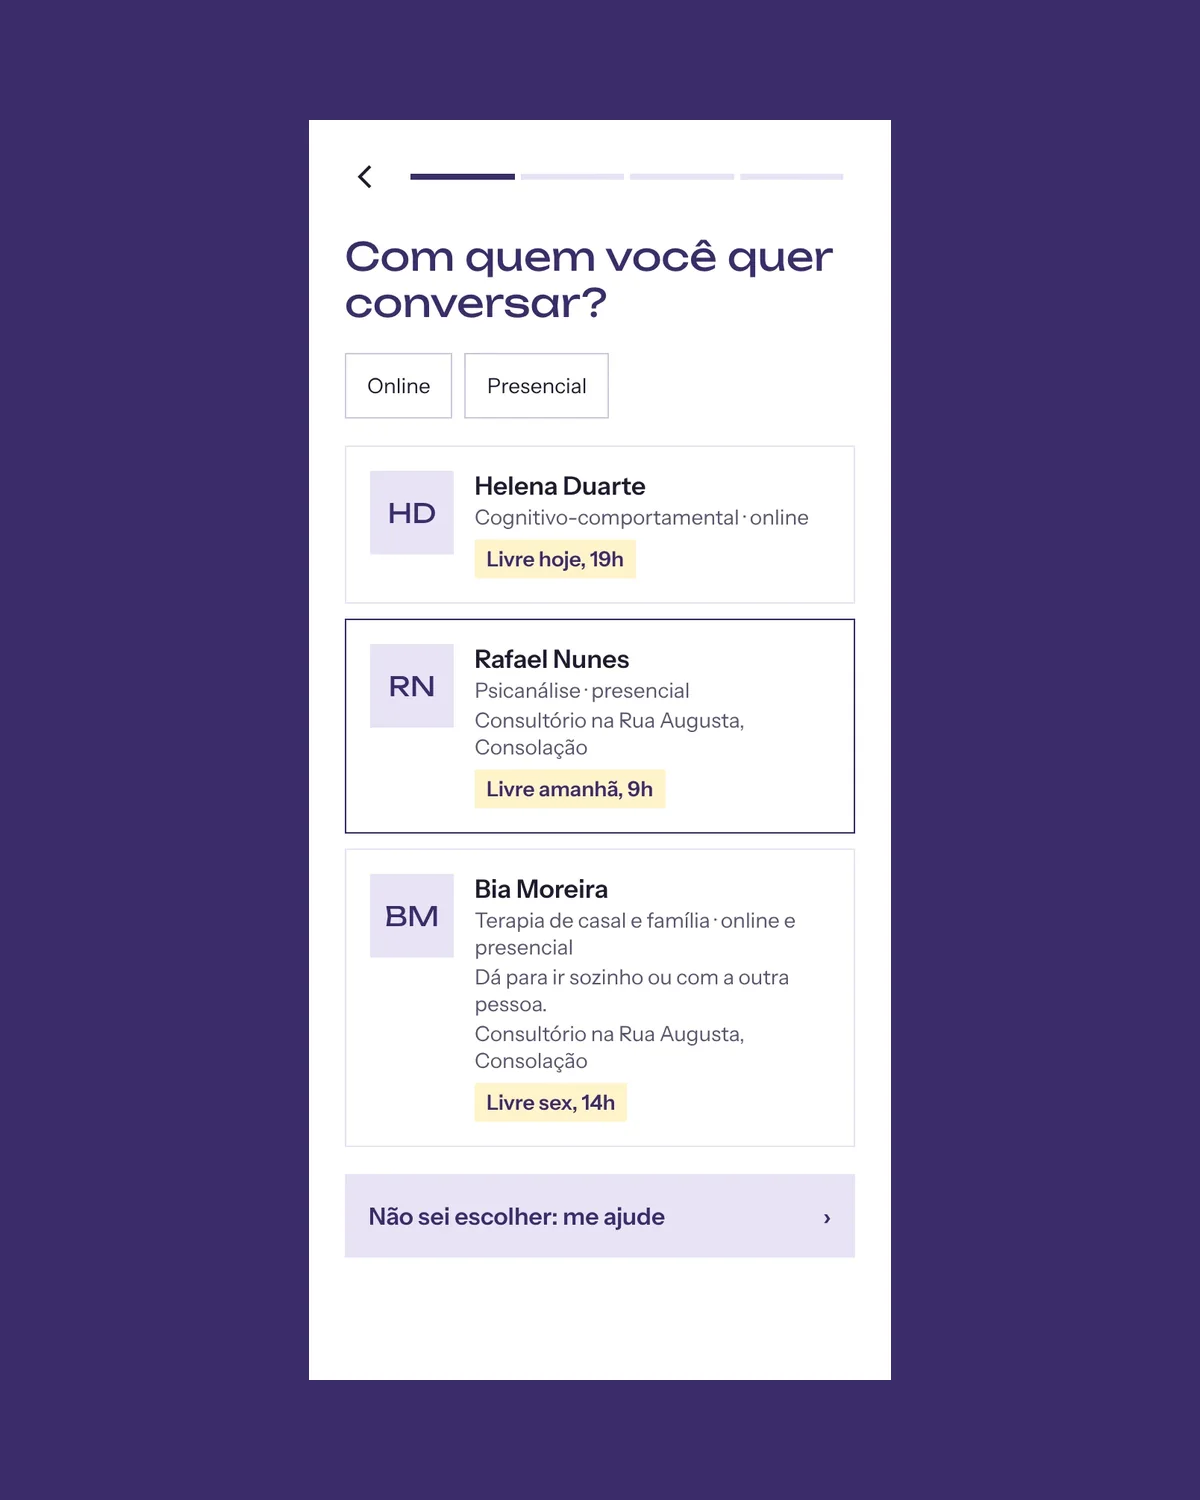 Com quem você quer
conversar?
Online
Presencial
HD
Helena Duarte
Cognitivo-comportamental · online
Livre hoje, 19h
RN
Rafael Nunes
Psicanálise · presencial
Consultório na Rua Augusta,
Consolação
Livre amanhã, 9h
BM
Bia Moreira
Terapia de casal e família · online e
presencial
Dá para ir sozinho ou com a outra
pessoa.
Consultório na Rua Augusta,
Consolação
Livre sex, 14h
Não sei escolher: me ajude ›